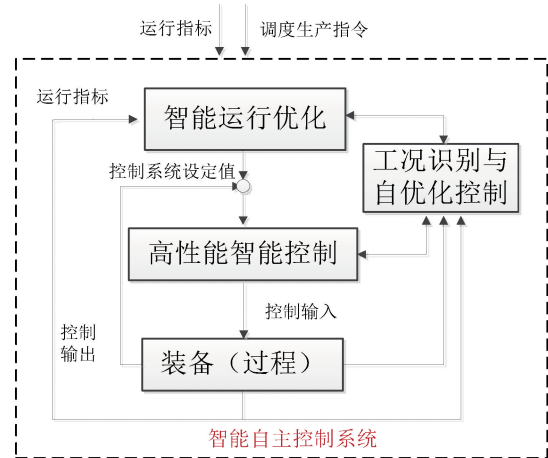 运行指标
调度生产指令
运行指标
智能运行优化
控制系统设定值
工况识别与
自优化控制
高性能智能控制
控制输入
控制
输出
装备（过程）
智能自主控制系统